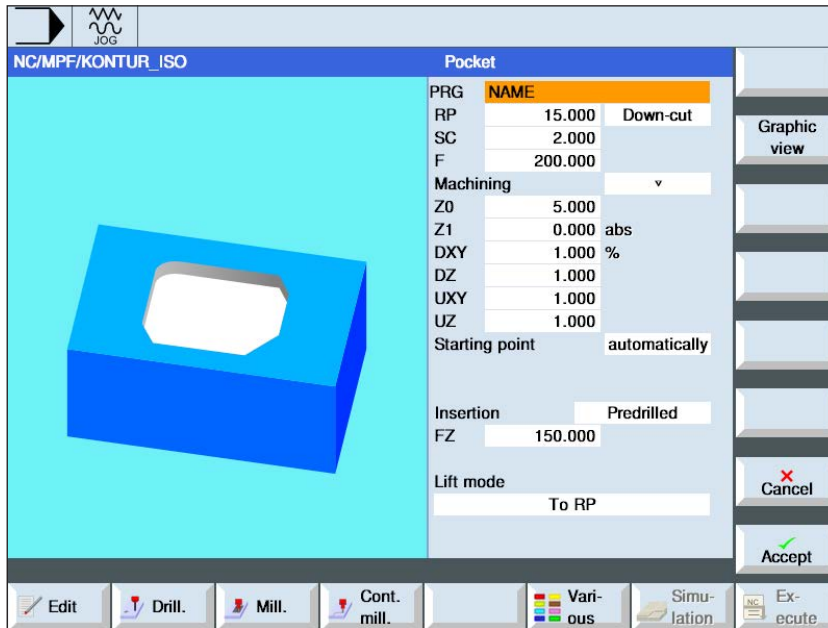 JOG
NC/MPF/KONTUR_ISO
Pocket
PRG NAME
RP 15.000 Down-cut
SC 2.000
F 200.000
Machining ▿
Z0 5.000
Z1 0.000 abs
DXY 1.000 %
DZ 1.000
UXY 1.000
UZ 1.000
Starting point automatically
Insertion Predrilled
FZ 150.000
Lift mode
To RP
Graphic
view
Cancel
Accept
Edit
Drill.
Mill.
Cont.
mill.
Vari-
ous
Simu-
lation
NC
Ex-
ecute